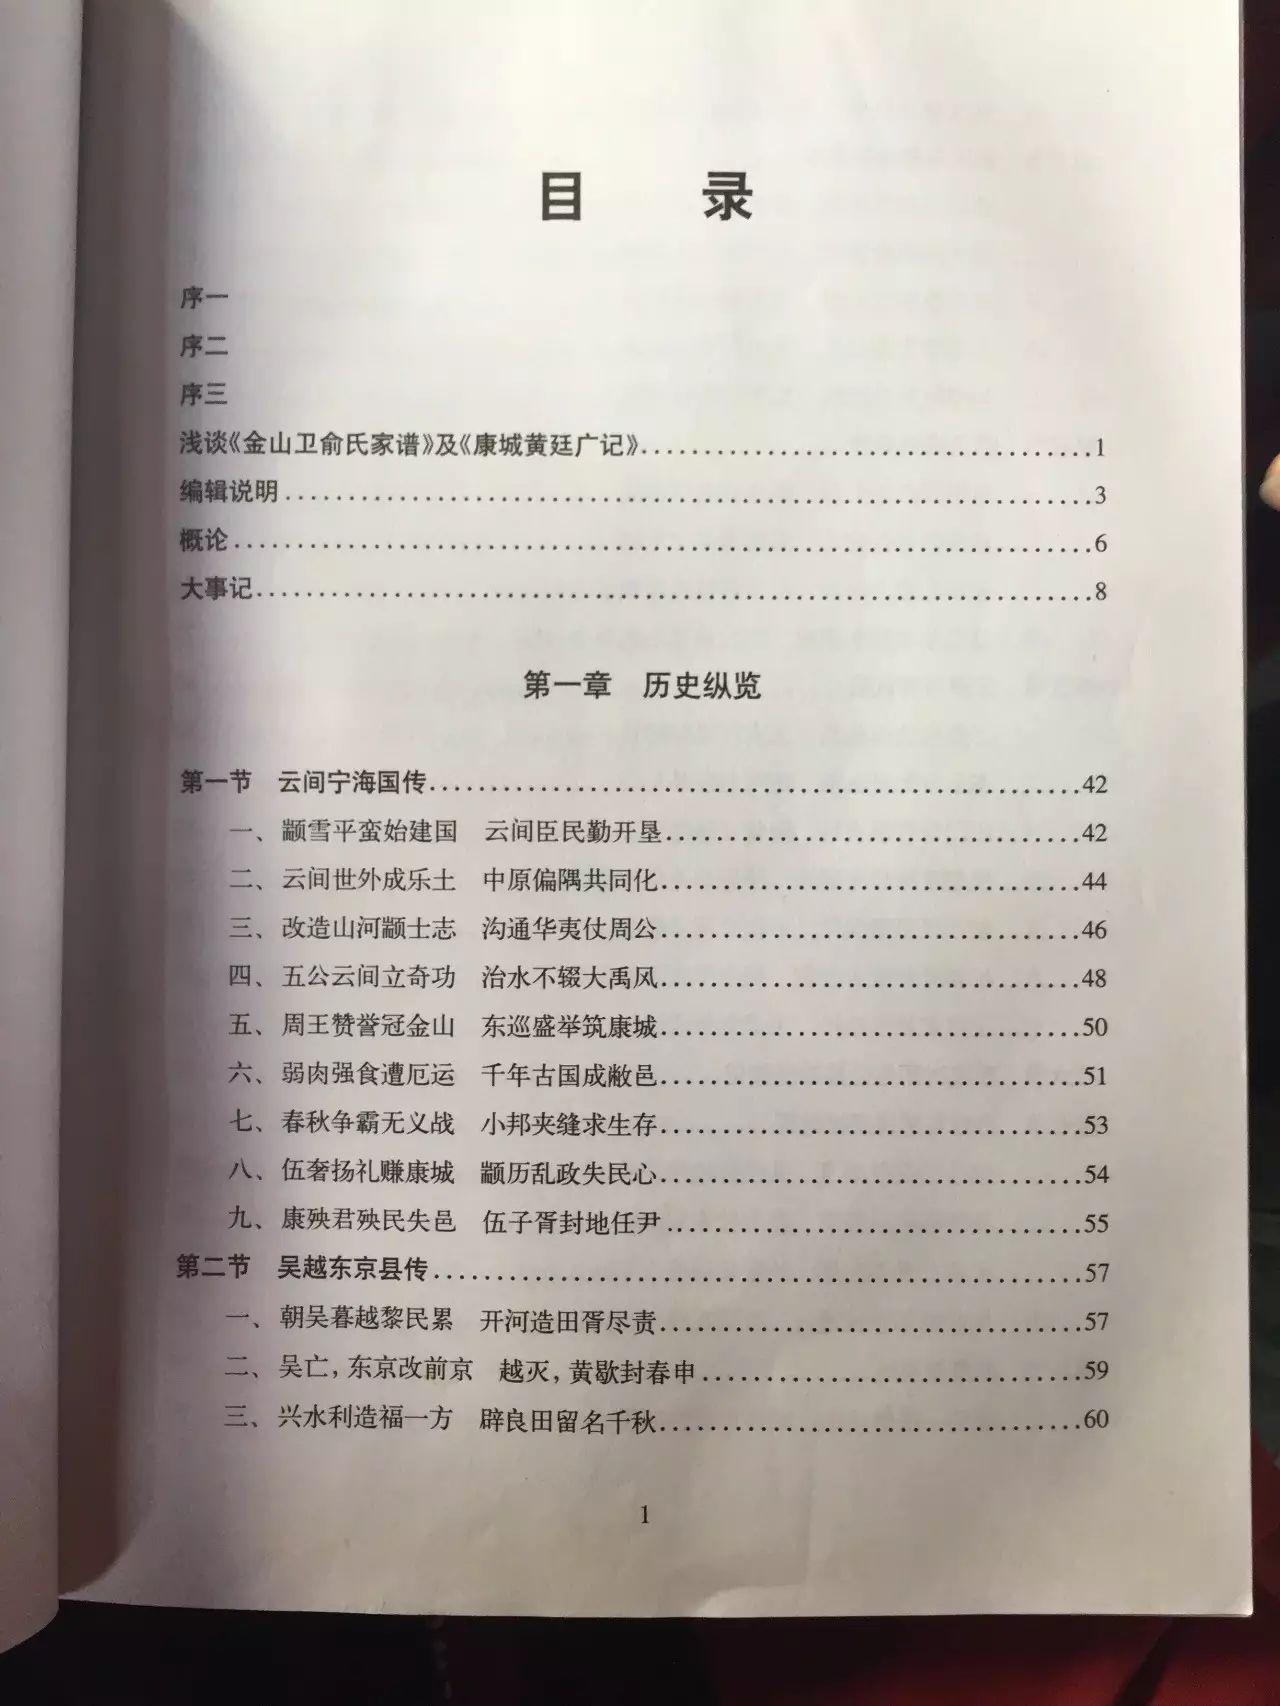 目 录
序一
序二
序三
浅谈《金山卫俞氏家谱》及《康城黄廷广记》....................1
编辑说明....................3
概论....................6
大事记....................8
第一章 历史纵览
第一节 云间宁海国传....................42
一、颛雪平蛮始建国 云间臣民勤开垦....................42
二、云间世外成乐土 中原偏隅共同化....................44
三、改造山河颛士志 沟通华夷仗周公....................46
四、五公云间立奇功 治水不辍大禹风....................48
五、周王赞誉冠金山 东巡盛举筑康城....................50
六、弱肉强食遭厄运 千年古国成敝邑....................51
七、春秋争霸无义战 小邦夹缝求生存....................53
八、伍奢扬礼赚康城 颛历乱政失民心....................54
九、康殃君殃民失邑 伍子胥封地任尹....................55
第二节 吴越东京县传....................57
一、朝吴暮越黎民累 开河造田胥尽责....................57
二、吴亡,东京改前京 越灭,黄歇封春申....................59
三、兴水利造福一方 辟良田留名千秋....................60
1